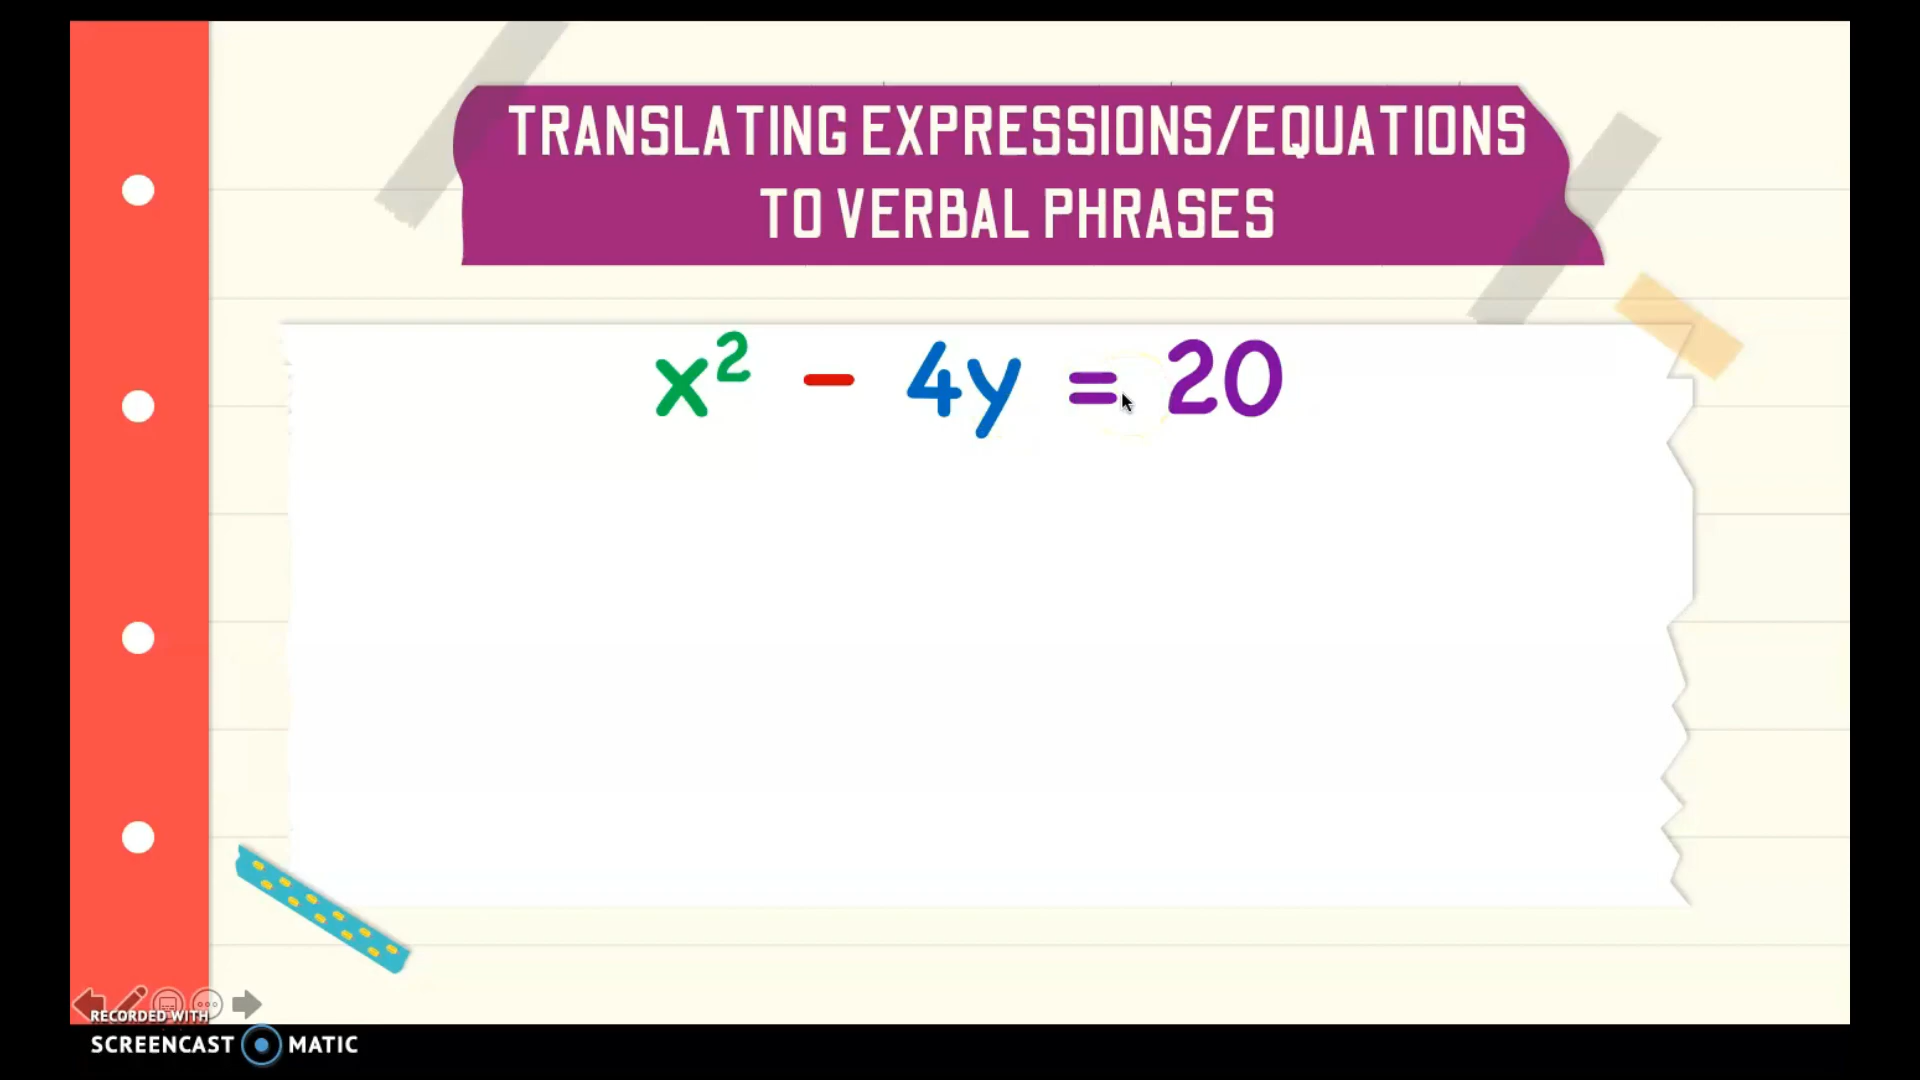 TRANSLATING EXPRESSIONS/EQUATIONS
TO VERBAL PHRASES
x² − 4y = 20
RECORDED WITH
SCREENCAST MATIC